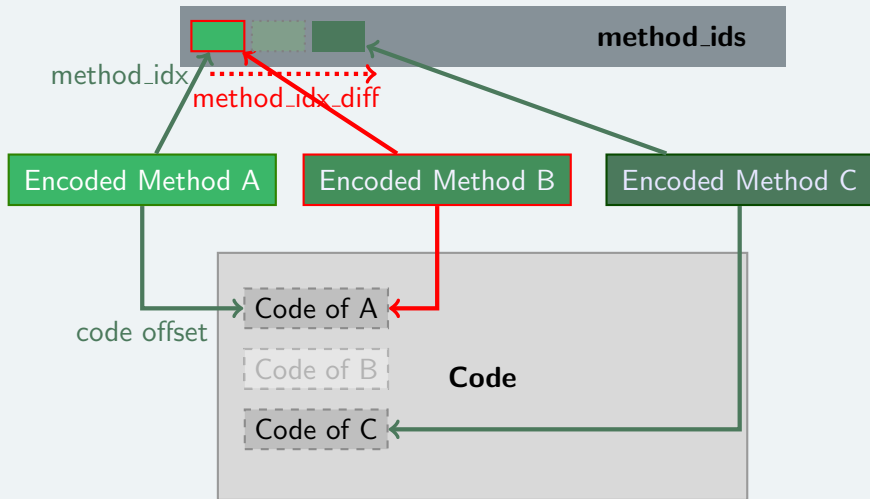 method_ids
method_idx
method_idx_diff
Encoded Method A
Encoded Method B
Encoded Method C
Code of A
code offset
Code of B
Code
Code of C